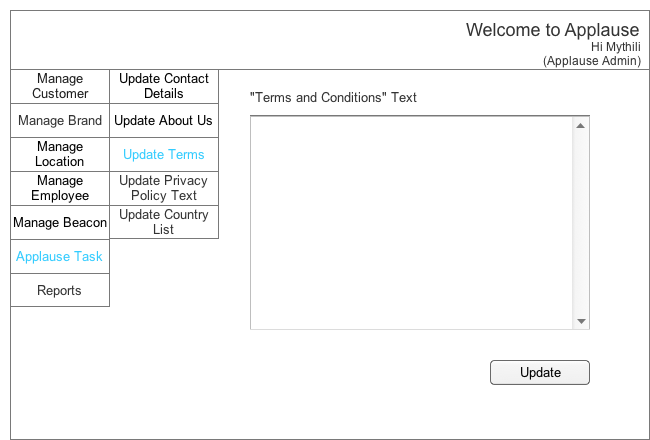 Welcome to Applause
Hi Mythili
(Applause Admin)
Manage
Customer
Manage Brand
Manage
Location
Manage
Employee
Manage Beacon
Applause Task
Reports
Update Contact
Details
Update About Us
Update Terms
Update Privacy
Policy Text
Update Country
List
"Terms and Conditions" Text
Update